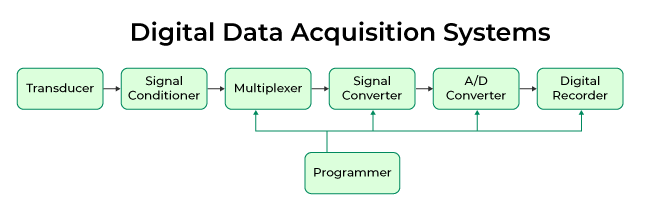 Digital Data Acquisition Systems
Transducer
Signal
Conditioner
Multiplexer
Signal
Converter
A/D
Converter
Digital
Recorder
Programmer